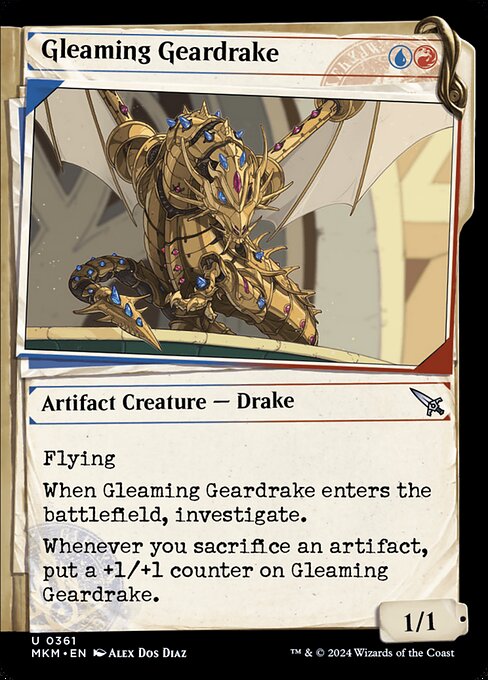 Gleaming Geardrake
Artifact Creature — Drake
Flying
When Gleaming Geardrake enters the
battlefield, investigate.
Whenever you sacrifice an artifact,
put a +1/+1 counter on Gleaming
Geardrake.
1/1
U 0361
MKM • EN Alex Dos Diaz
™ & © 2024 Wizards of the Coast